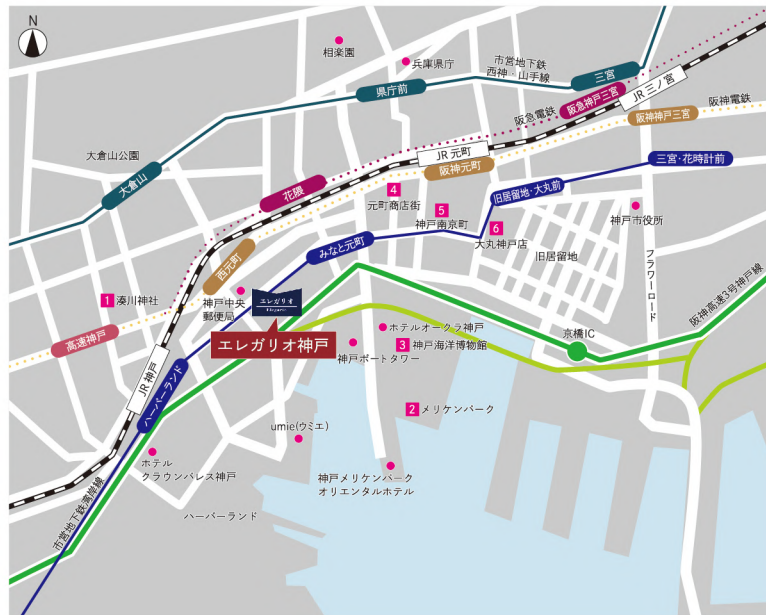 N
相楽園
兵庫県庁
市営地下鉄
西神・山手線
三宮
県庁前
阪急電鉄
阪急神戸三宮
JR 三ノ宮
阪神電鉄
阪神神戸三宮
大倉山公園
大倉山
JR 元町
阪神元町
三宮・花時計前
花隈
4
元町商店街
旧居留地・大丸前
5
神戸南京町
6
大丸神戸店
神戸市役所
旧居留地
フラワーロード
みなと元町
西元町
1 湊川神社
神戸中央
郵便局
エレガリオ
エレガリオ神戸
高速神戸
JR 神戸
ハーバーランド
ホテルオークラ神戸
3 神戸海洋博物館
神戸ポートタワー
京橋IC
阪神高速3号神戸線
2 メリケンパーク
umie(ウミエ)
ホテル
クラウンパレス神戸
神戸メリケンパーク
オリエンタルホテル
市営地下鉄湾岸線
ハーバーランド